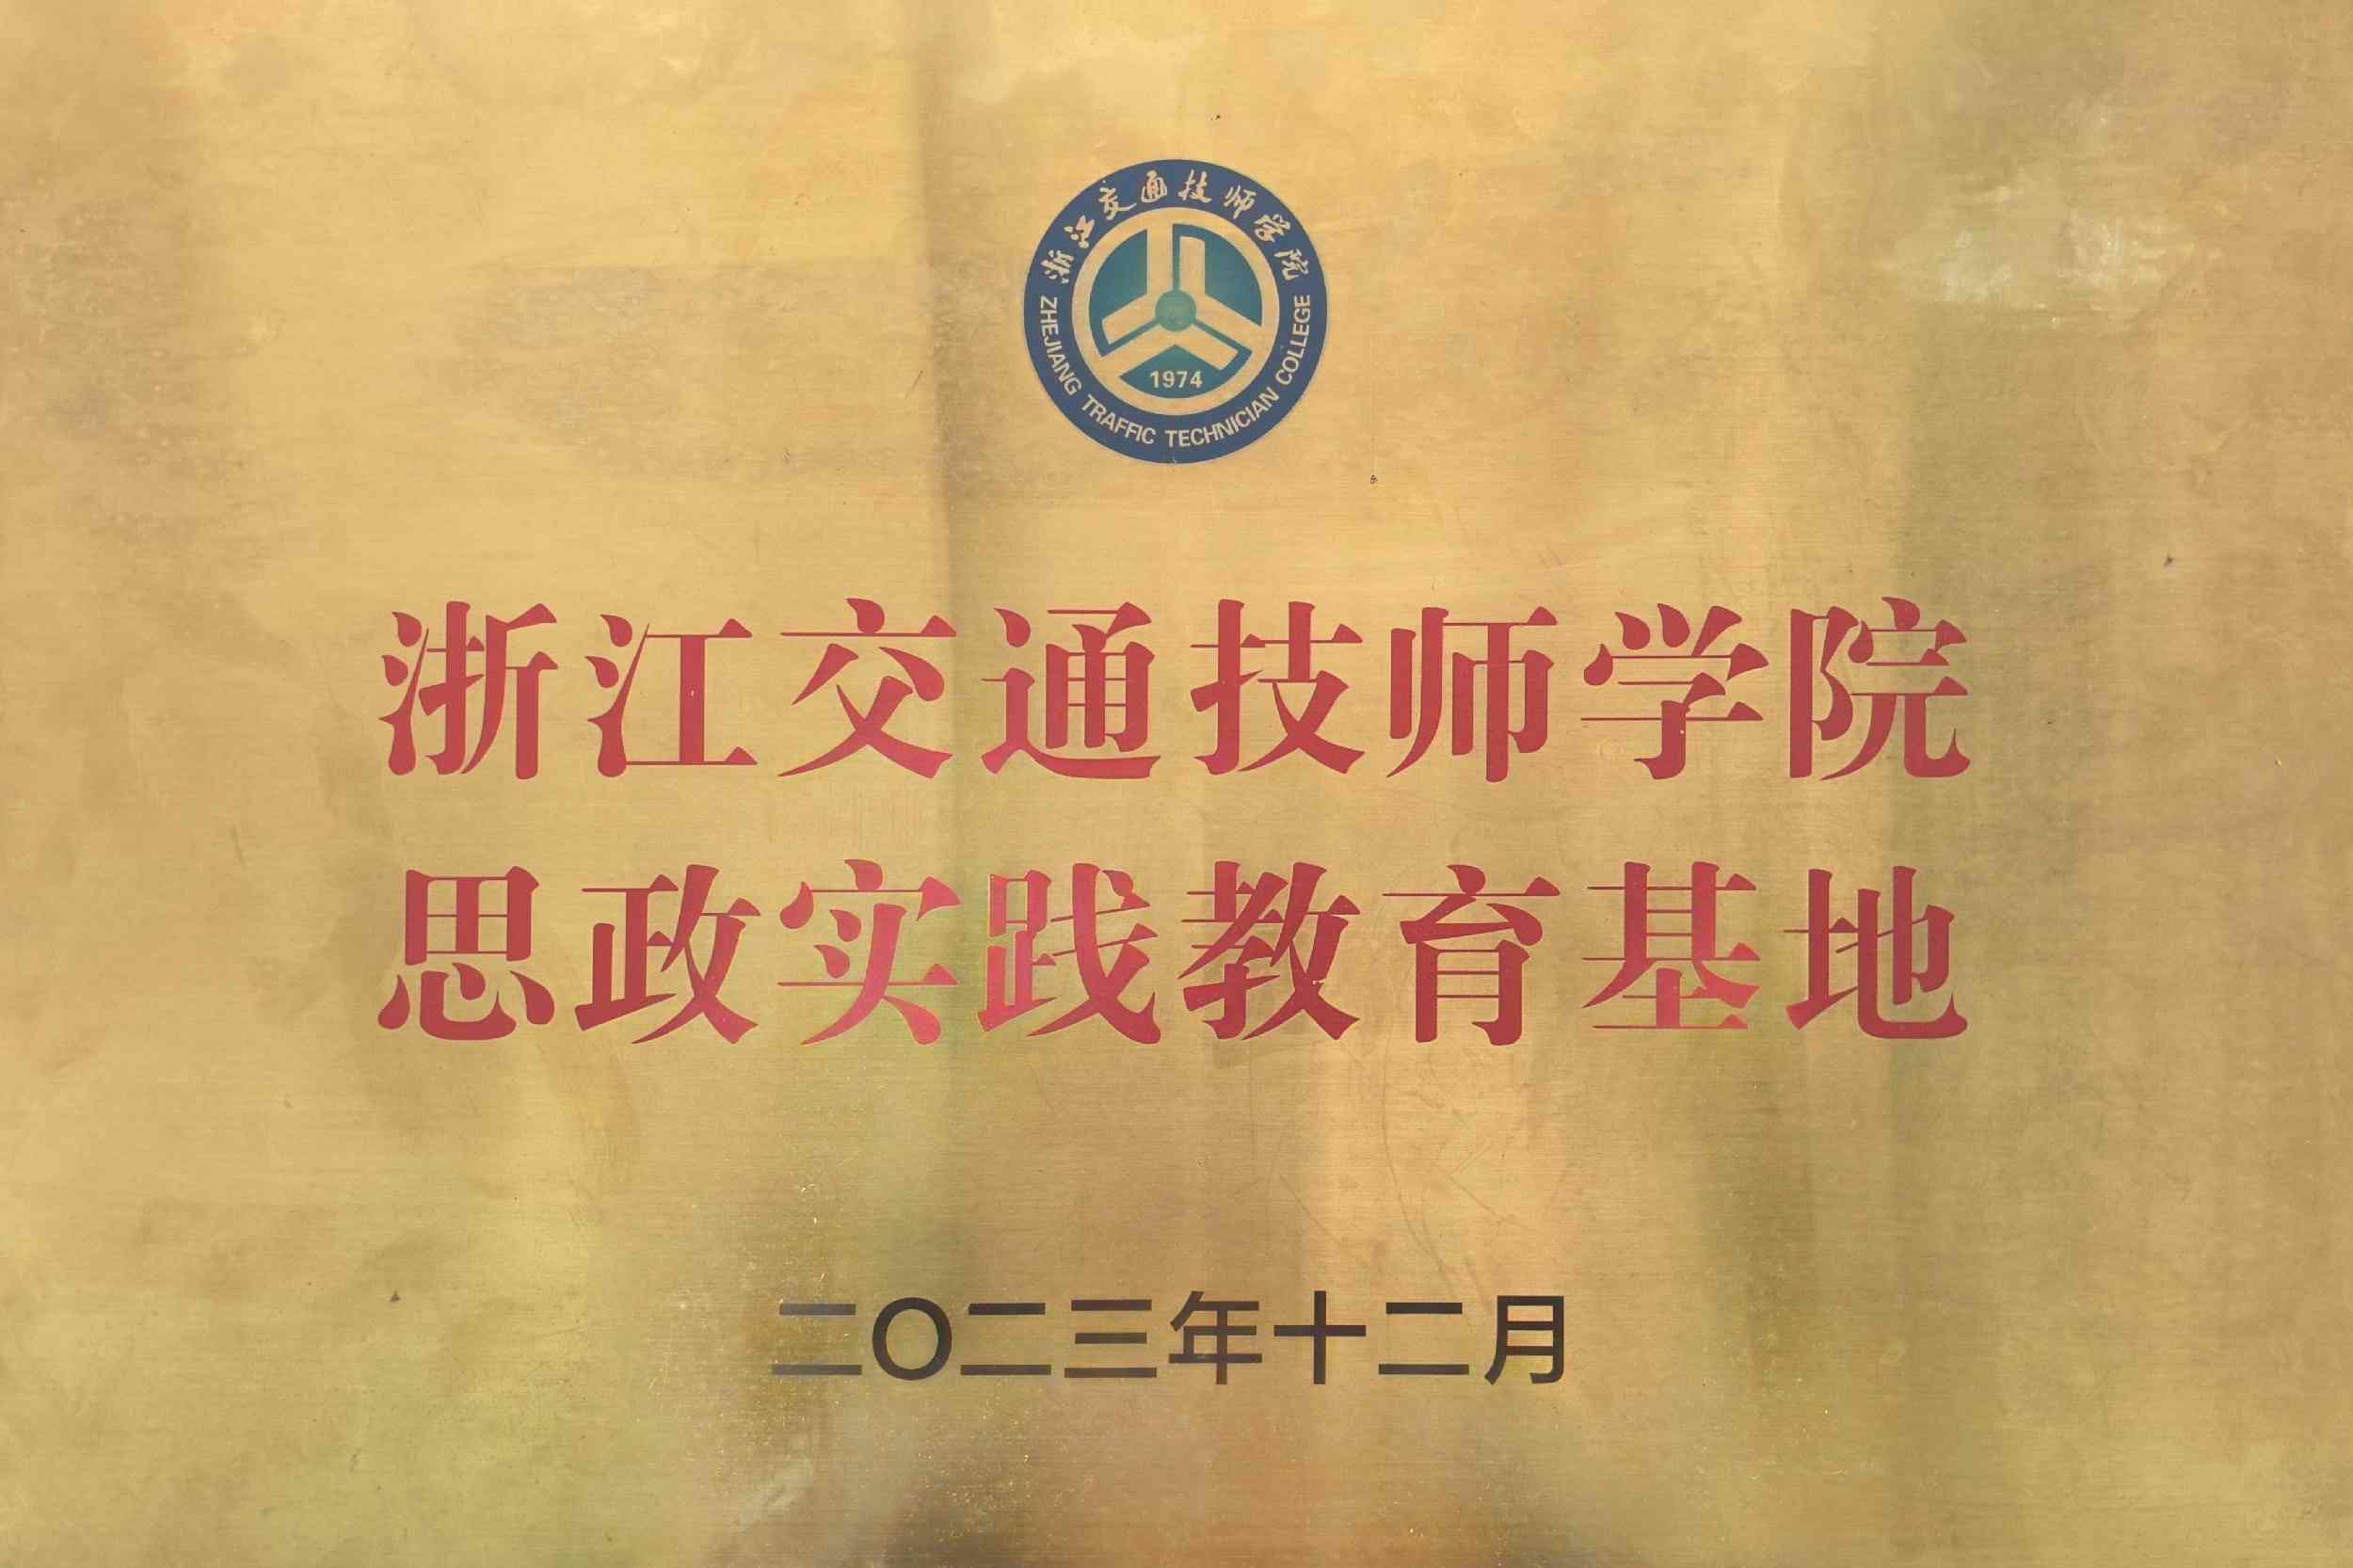 浙江交通技师学院
ZHEJIANG TRAFFIC TECHNICIAN COLLEGE
1974
浙江交通技师学院
思政实践教育基地
二〇二三年十二月